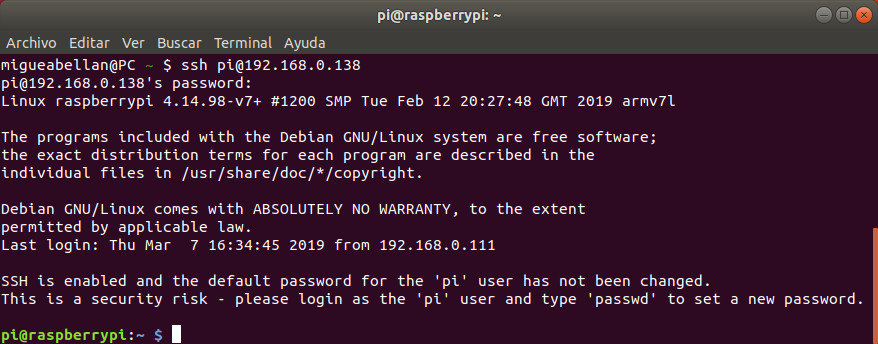 pi@raspberrypi: ~
Archivo Editar Ver Buscar Terminal Ayuda
migueabellan@PC ~ $ ssh pi@192.168.0.138
pi@192.168.0.138's password:
Linux raspberrypi 4.14.98-v7+ #1200 SMP Tue Feb 12 20:27:48 GMT 2019 armv7l
The programs included with the Debian GNU/Linux system are free software;
the exact distribution terms for each program are described in the
individual files in /usr/share/doc/*/copyright.
Debian GNU/Linux comes with ABSOLUTELY NO WARRANTY, to the extent
permitted by applicable law.
Last login: Thu Mar  7 16:34:45 2019 from 192.168.0.111
SSH is enabled and the default password for the 'pi' user has not been changed.
This is a security risk - please login as the 'pi' user and type 'passwd' to set a new password.
pi@raspberrypi:~ $